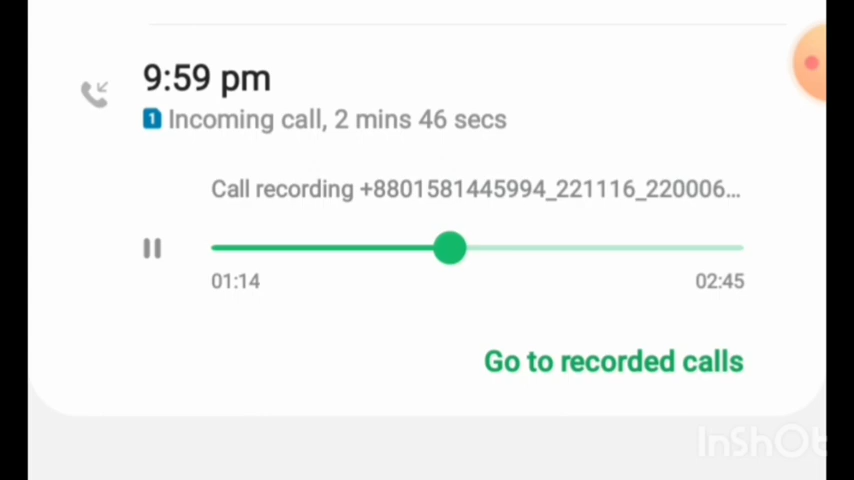 9:59 pm
1 Incoming call, 2 mins 46 secs
Call recording +8801581445994_221116_220006...
01:14 02:45
Go to recorded calls
InShOt